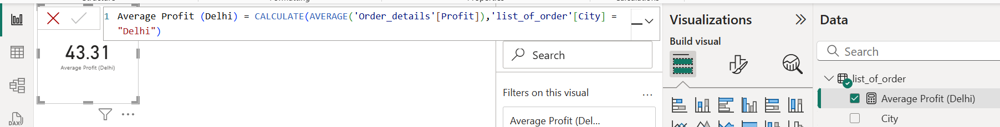 1 Average Profit (Delhi) = CALCULATE(AVERAGE('Order_details'[Profit]),'list_of_order'[City] =
"Delhi")
43.31
Average Profit (Delhi)
DAX
Search
Filters on this visual
...
Average Profit (Del...
Visualizations
Build visual
Data
Search
list_of_order
Average Profit (Delhi)
City